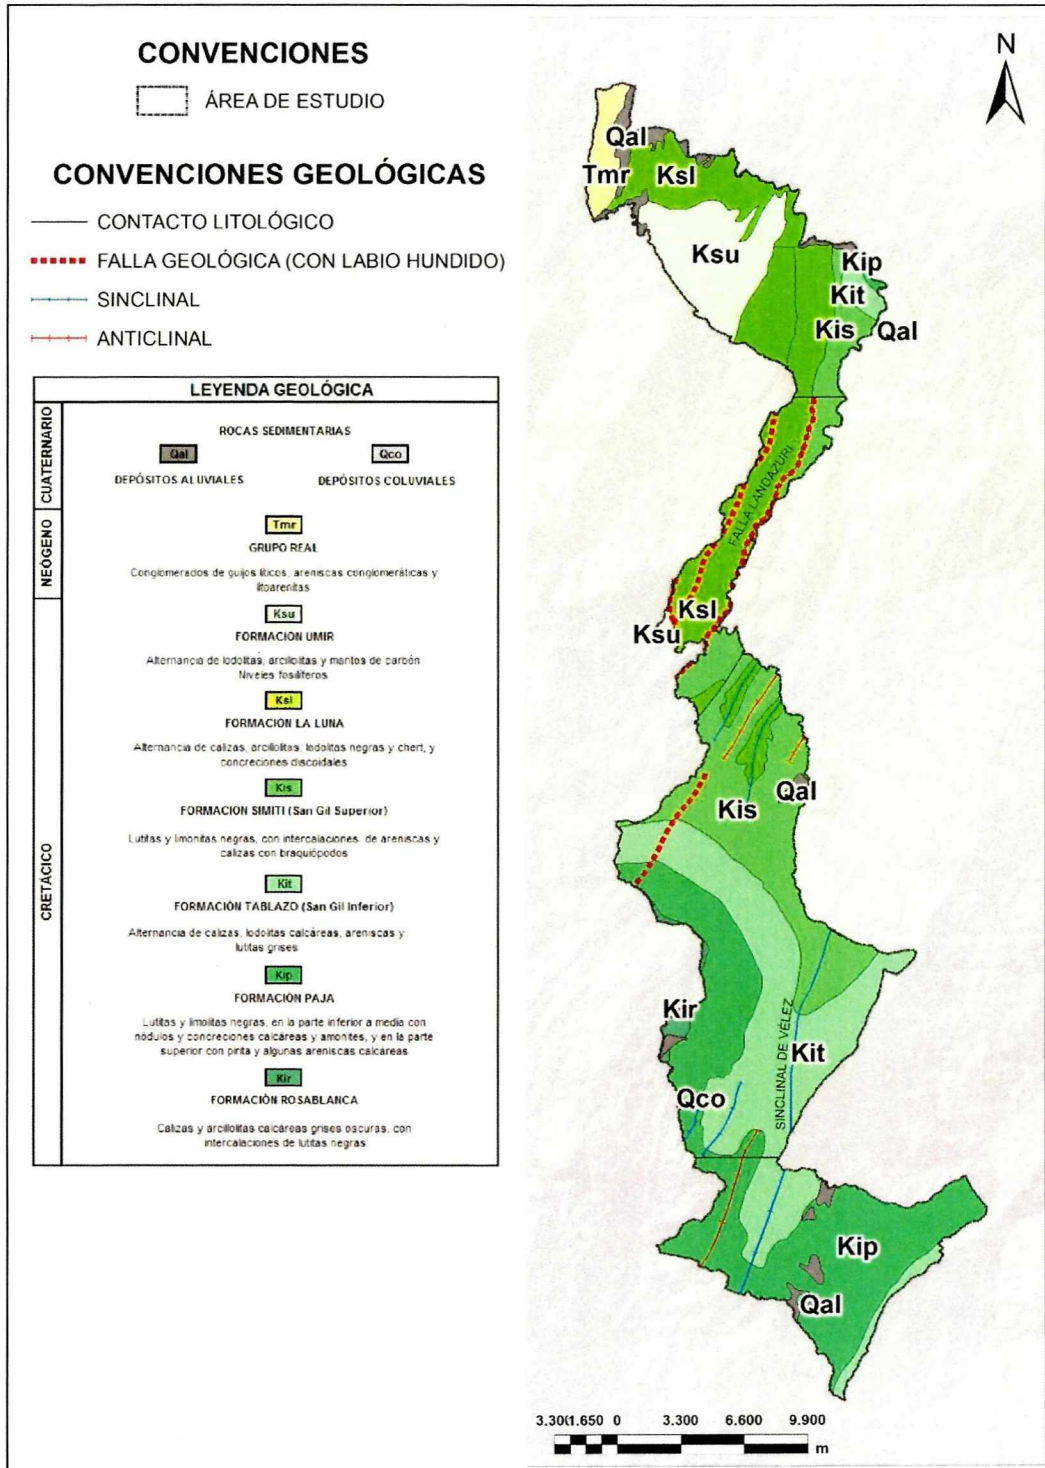 CONVENCIONES
ÁREA DE ESTUDIO
CONVENCIONES GEOLÓGICAS
CONTACTO LITOLÓGICO
FALLA GEOLÓGICA (CON LABIO HUNDIDO)
SINCLINAL
ANTICLINAL
LEYENDA GEOLÓGICA
CUATERNARIO
ROCAS SEDIMENTARIAS
Qal
Qco
DEPÓSITOS ALUVIALES
DEPÓSITOS COLUVIALES
NEÓGENO
Tmr
GRUPO REAL
Conglomerados de guijos líticos, areniscas conglomeráticas y
litoarenitas
CRETÁCICO
Ksu
FORMACIÓN UMIR
Alternancia de lodolitas, arcillolitas y mantos de carbón
Niveles fosilíferos
Ksl
FORMACIÓN LA LUNA
Alternancia de calizas, arcillolitas, lodolitas negras y chert, y
concreciones discoidales
Kis
FORMACIÓN SIMITI (San Gil Superior)
Lutitas y limonitas negras, con intercalaciones de areniscas y
calizas con braquiópodos
Kit
FORMACIÓN TABLAZO (San Gil Inferior)
Alternancia de calizas, lodolitas calcáreas, areniscas y
lutitas grises
Kip
FORMACIÓN PAJA
Lutitas y limolitas negras, en la parte inferior a media con
nódulos y concreciones calcáreas y amonites, y en la parte
superior con pirita y algunas areniscas calcáreas
Kir
FORMACIÓN ROSABLANCA
Calizas y arcillolitas calcáreas grises oscuras, con
intercalaciones de lutitas negras
N
Qal
Tmr
Ksl
Ksu
Kip
Kit
Kis
Qal
FALLA LANDAZURI
Ksl
Ksu
Qal
Kis
Kir
SINCLINAL DE VÉLEZ
Kit
Qco
Kip
Qal
3.300 1.650 0 3.300 6.600 9.900
m